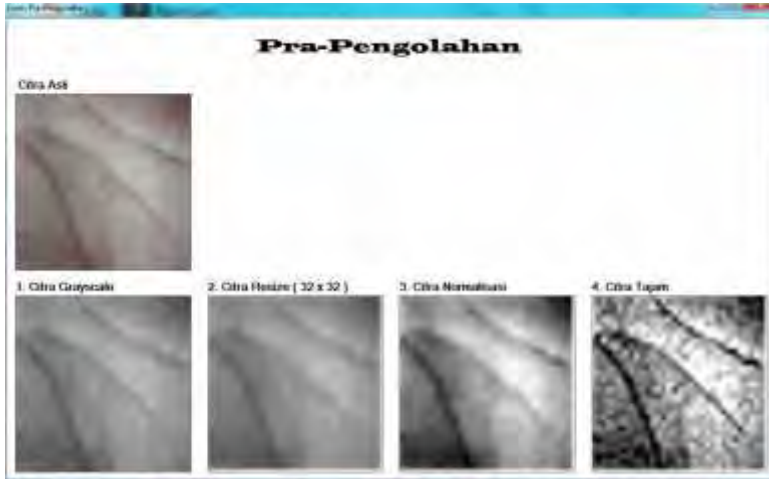 Pra-Pengolahan
Citra Asli
1. Citra Grayscale
2. Citra Resize ( 32 x 32 )
3. Citra Normalisasi
4. Citra Tajam